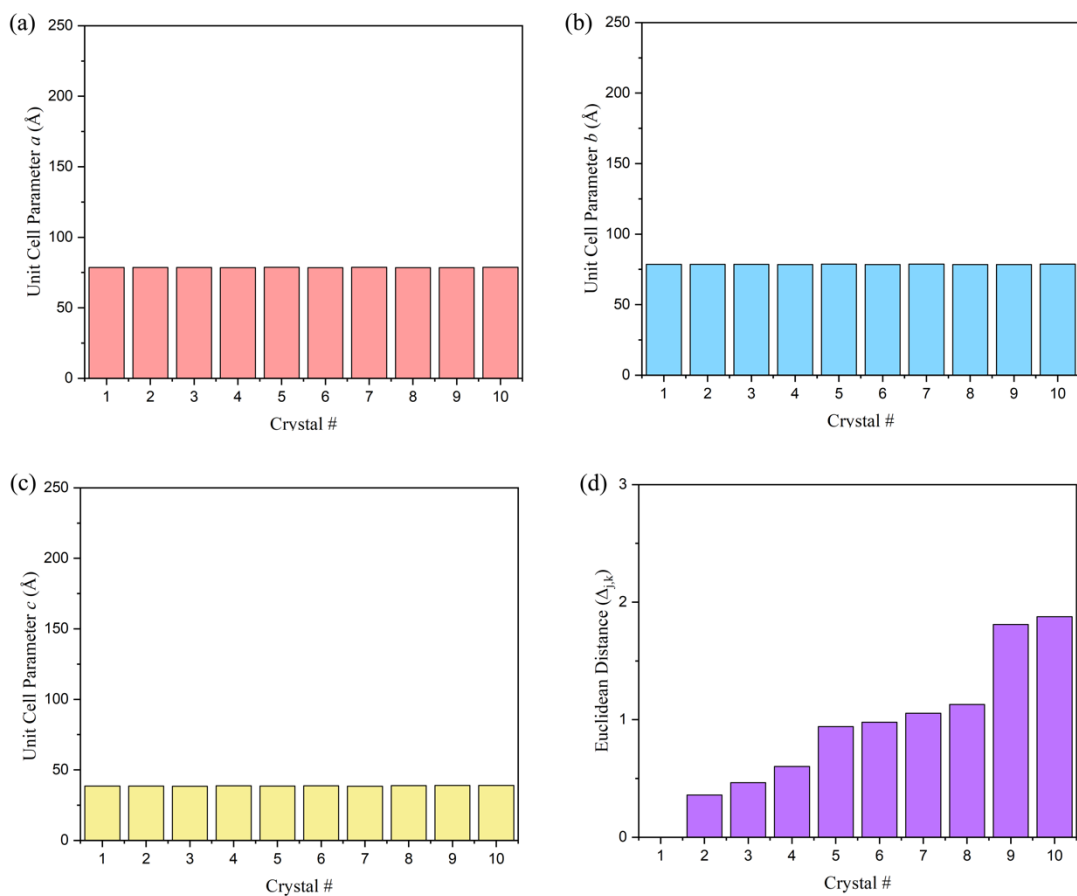 (a)
Unit Cell Parameter a (Å)
250
200
150
100
50
0
1 2 3 4 5 6 7 8 9 10
Crystal #
(b)
Unit Cell Parameter b (Å)
250
200
150
100
50
0
1 2 3 4 5 6 7 8 9 10
Crystal #
(c)
Unit Cell Parameter c (Å)
250
200
150
100
50
0
1 2 3 4 5 6 7 8 9 10
Crystal #
(d)
Euclidean Distance (Δj,k)
3
2
1
0
1 2 3 4 5 6 7 8 9 10
Crystal #